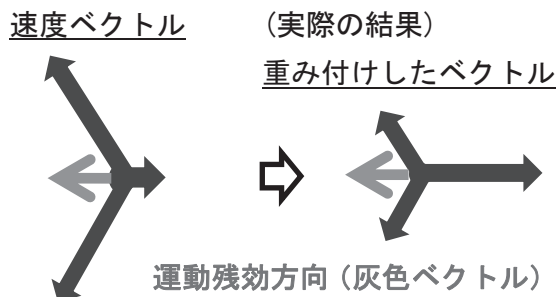 速度ベクトル
（実際の結果）
重み付けしたベクトル
運動残効方向（灰色ベクトル）